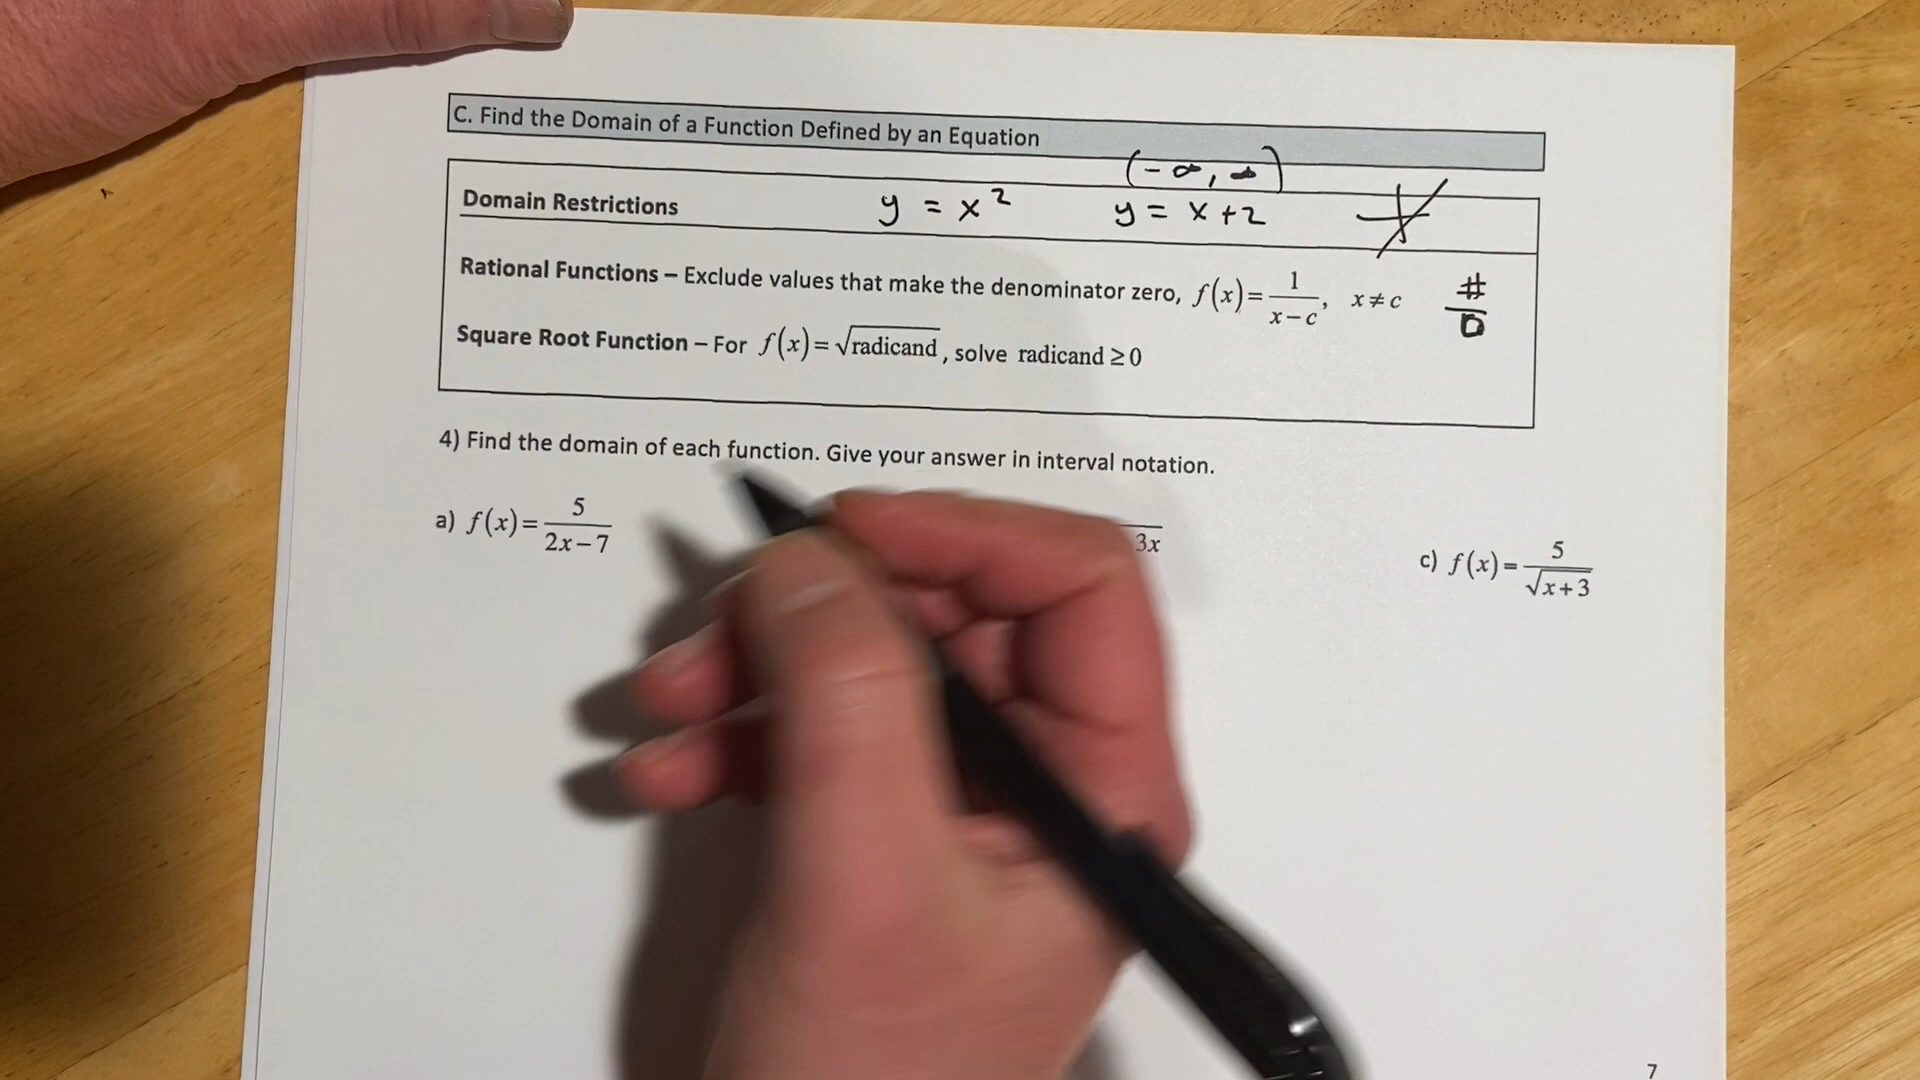 C. Find the Domain of a Function Defined by an Equation
(-∞, ∞)
Domain Restrictions y = x² y = x+2
Rational Functions – Exclude values that make the denominator zero, f(x)=1/(x−c), x≠c #/0
Square Root Function – For f(x)=√radicand, solve radicand ≥0
4) Find the domain of each function. Give your answer in interval notation.
a) f(x)=5/(2x−7) 3x c) f(x)=5/√(x+3)
7